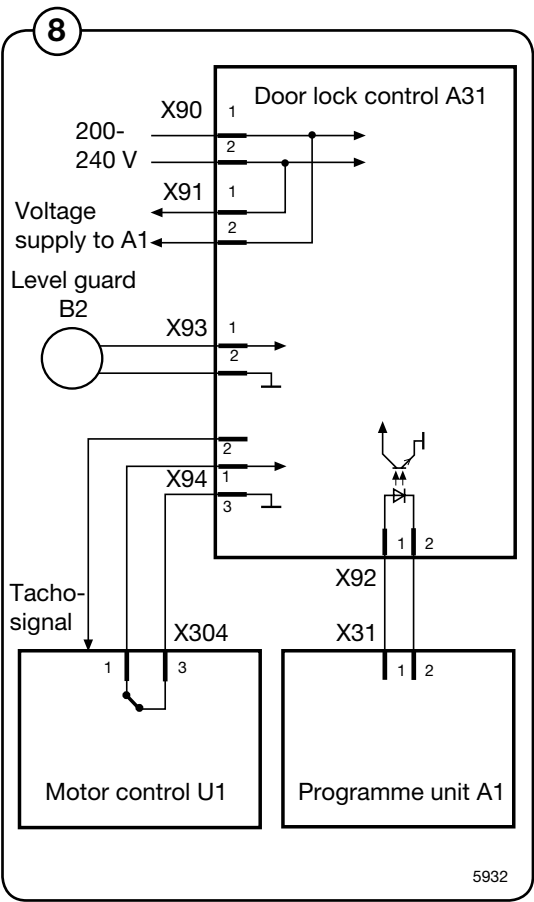 8
Door lock control A31
X90
1
200-
2
240 V
X91
1
Voltage
2
supply to A1
Level guard
B2
X93
1
2
2
X94
1
3
1 2
X92
Tacho-
signal
X304
X31
1 3
1 2
Motor control U1
Programme unit A1
5932